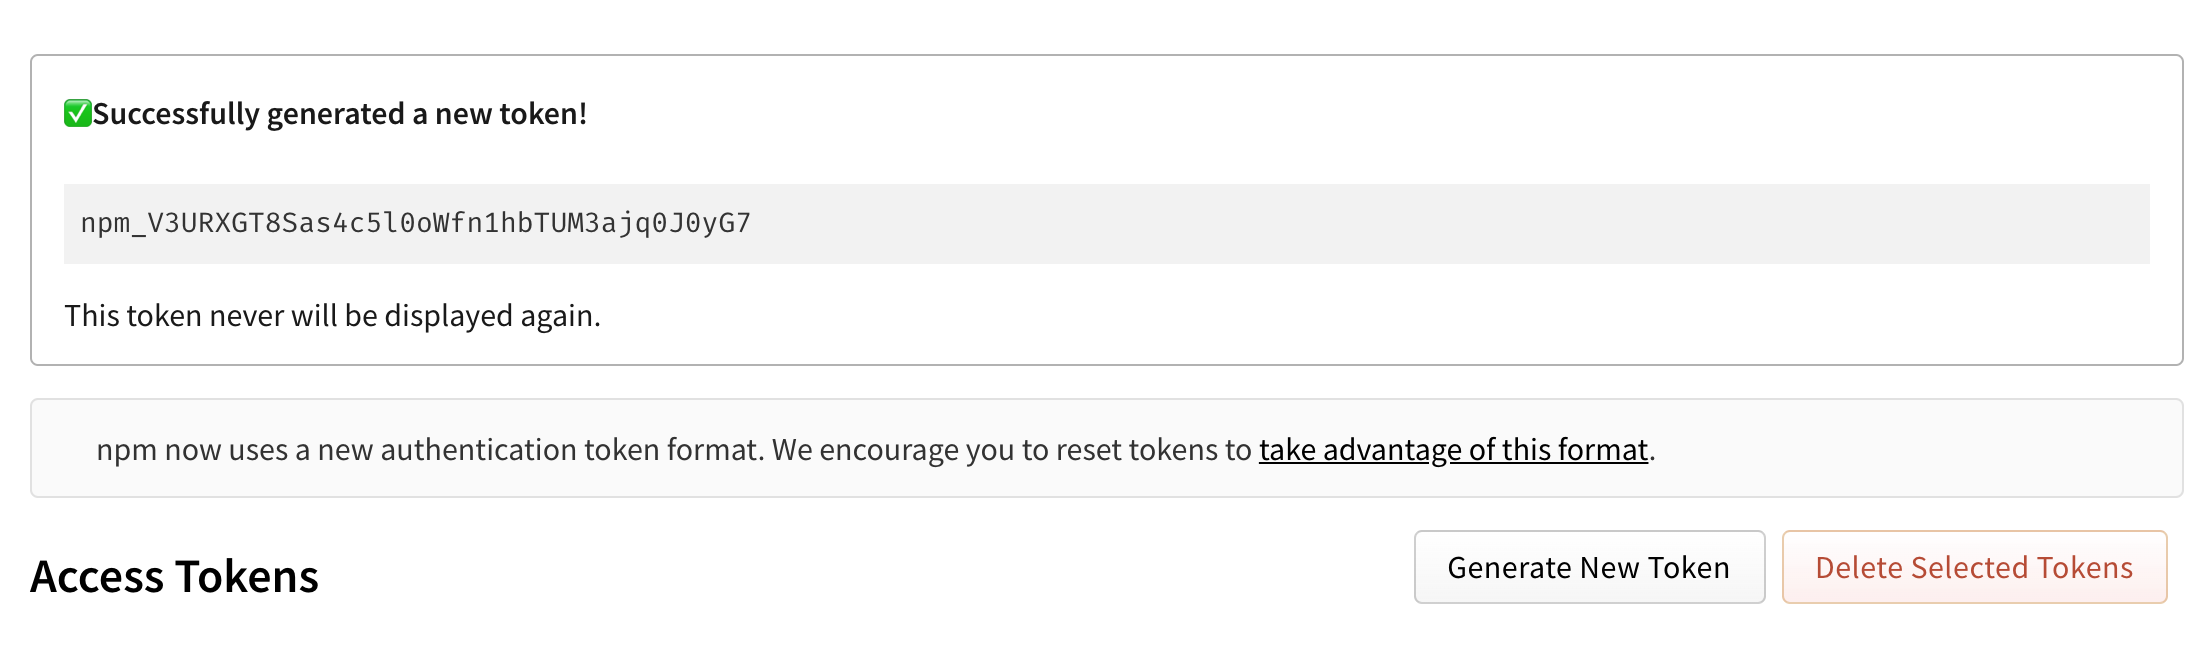 ✅Successfully generated a new token!
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
This token never will be displayed again.
npm now uses a new authentication token format. We encourage you to reset tokens to take advantage of this format.
Access Tokens
Generate New Token
Delete Selected Tokens